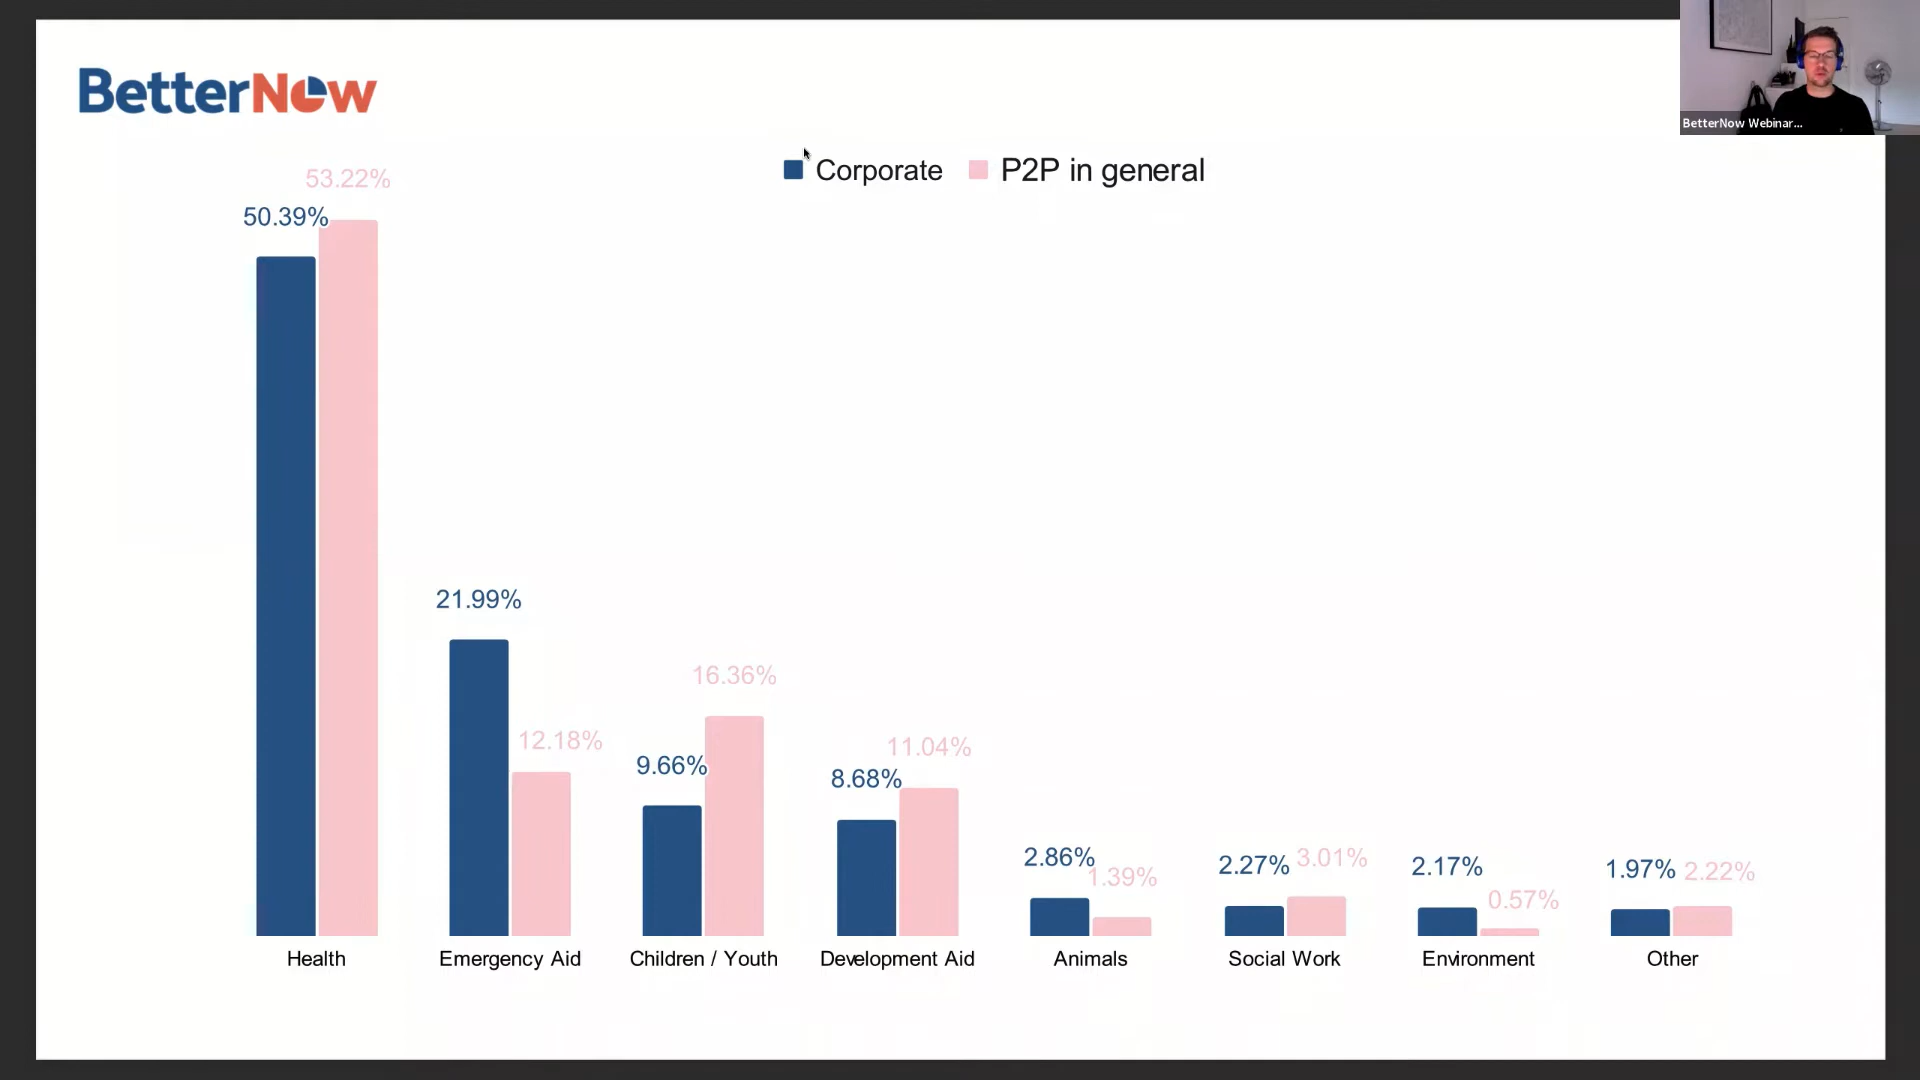 BetterNow
BetterNow Webinar...
Corporate
P2P in general
53.22%
50.39%
21.99%
12.18%
9.66%
16.36%
8.68%
11.04%
2.86%
1.39%
2.27%
3.01%
2.17%
0.57%
1.97%
2.22%
Health
Emergency Aid
Children / Youth
Development Aid
Animals
Social Work
Environment
Other